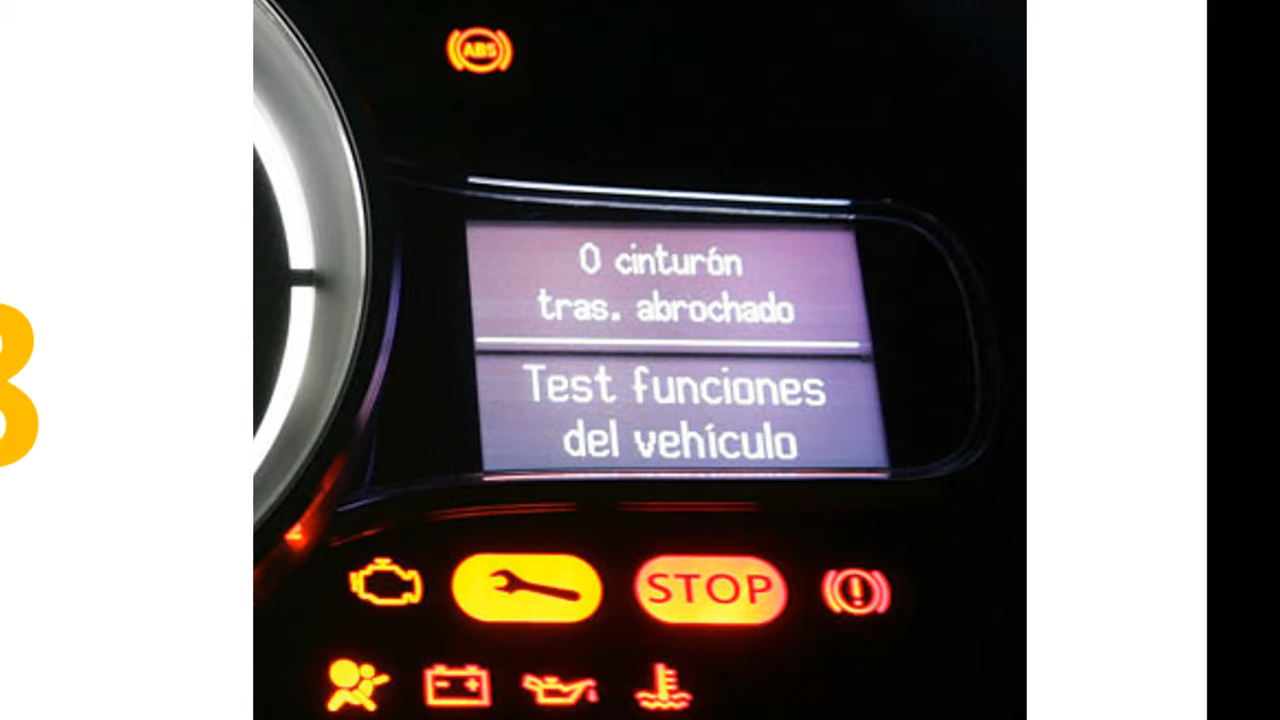 ABS
0 cinturón
tras. abrochado
Test funciones
del vehículo
STOP